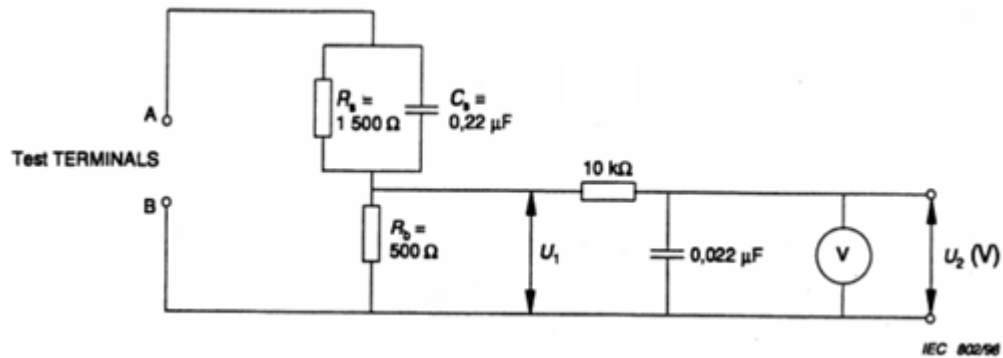 Rs =
1 500 Ω
Cs =
0,22 µF
A
Test TERMINALS
10 kΩ
B
Rb =
500 Ω
U1
0,022 µF
V
U2 (V)
IEC 802/98